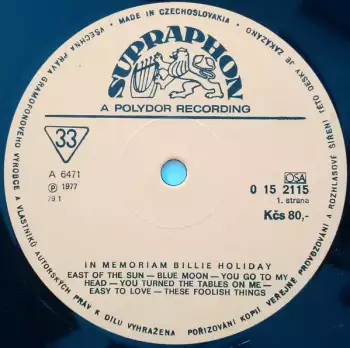 MADE IN CZECHOSLOVAKIA
VŠECHNA PRÁVA GRAMOFONOVÉHO VÝROBCE A VLASTNÍKŮ AUTORSKÝCH PRÁV K DÍLU VYHRAŽENA
POŘIZOVÁNÍ KOPIÍ VEŘEJNÉ PROVOZOVÁNÍ A ROZHLASOVÉ ŠÍŘENÍ TÉTO DESKY JE ZAKÁZÁNO
SUPRAPHON
A POLYDOR RECORDING
33
A 6471
Ⓟ 1977
79 1
OSA
0 15 2115
1. strana
Kčs 80,-
IN MEMORIAM BILLIE HOLIDAY
EAST OF THE SUN — BLUE MOON — YOU GO TO MY
HEAD — YOU TURNED THE TABLES ON ME —
EASY TO LOVE — THESE FOOLISH THINGS